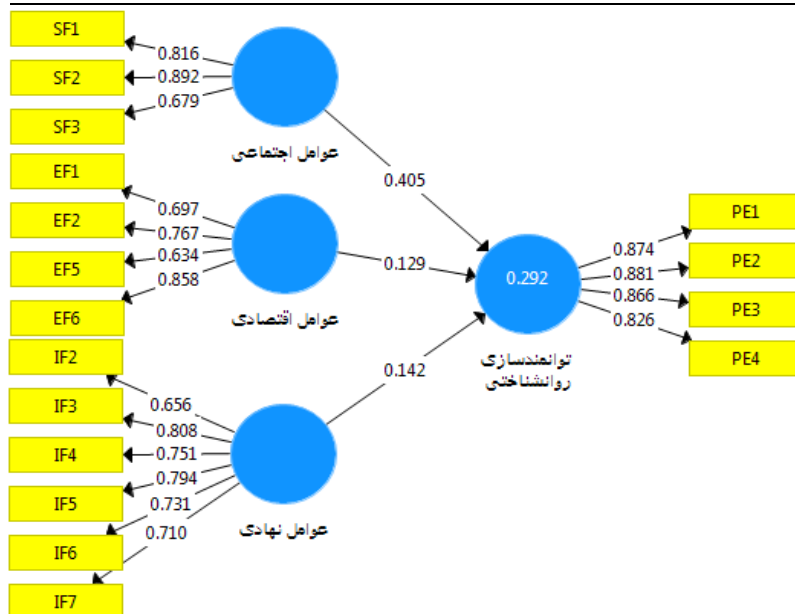 SF1
SF2
SF3
0.816
0.892
0.679
عوامل اجتماعی
EF1
EF2
EF5
EF6
0.697
0.767
0.634
0.858
عوامل اقتصادی
IF2
IF3
IF4
IF5
IF6
IF7
0.656
0.808
0.751
0.794
0.731
0.710
عوامل نهادی
0.405
0.129
0.142
0.292
توانمندسازی
روانشناختی
0.874
0.881
0.866
0.826
PE1
PE2
PE3
PE4